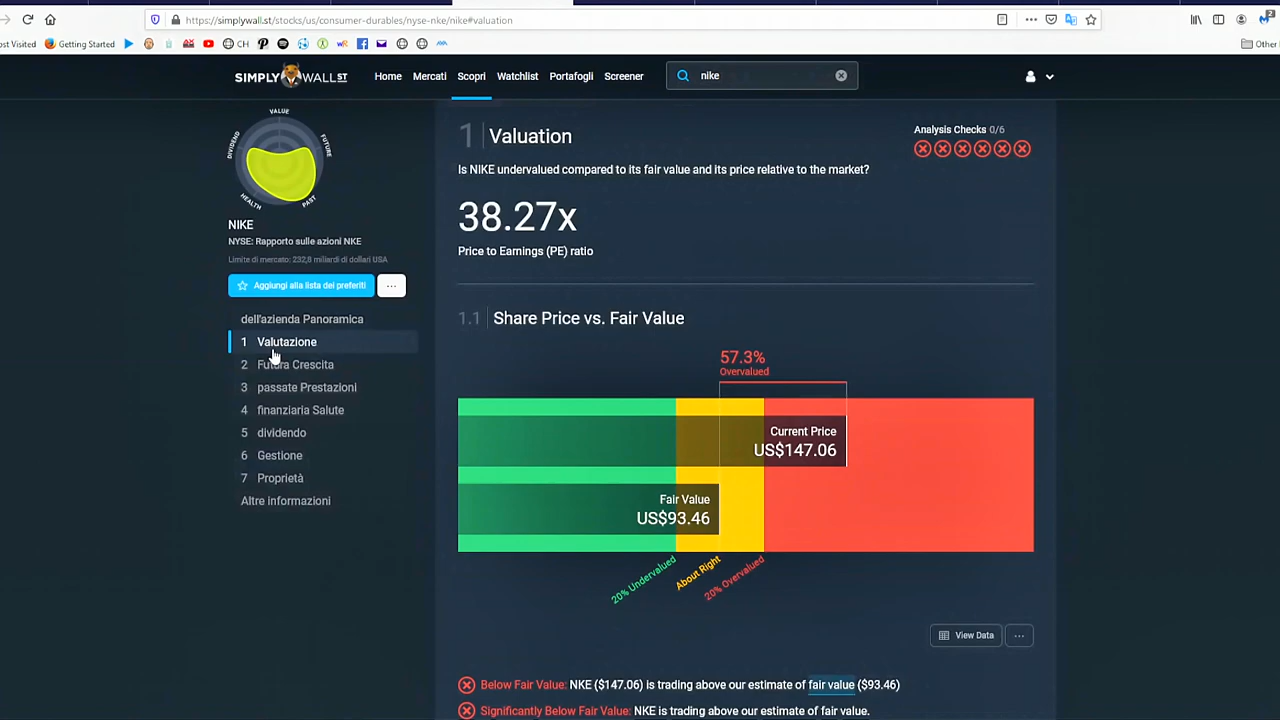 https://simplywall.st/stocks/us/consumer-durables/nyse-nke/nike#valuation
ost Visited
Getting Started
CH
Other
SIMPLY WALL ST
Home
Mercati
Scopri
Watchlist
Portafogli
Screener
nike
VALUE
FUTURE
PAST
HEALTH
DIVIDEND
NIKE
NYSE: Rapporto sulle azioni NKE
Limite di mercato: 232,8 miliardi di dollari USA
Aggiungi alla lista dei preferiti
dell'azienda Panoramica
1 Valutazione
2 Futura Crescita
3 passate Prestazioni
4 finanziaria Salute
5 dividendo
6 Gestione
7 Proprietà
Altre informazioni
1 Valuation
Analysis Checks 0/6
Is NIKE undervalued compared to its fair value and its price relative to the market?
38.27x
Price to Earnings (PE) ratio
1.1 Share Price vs. Fair Value
57.3%
Overvalued
Current Price
US$147.06
Fair Value
US$93.46
20% Undervalued
About Right
20% Overvalued
View Data
Below Fair Value: NKE ($147.06) is trading above our estimate of fair value ($93.46)
Significantly Below Fair Value: NKE is trading above our estimate of fair value.